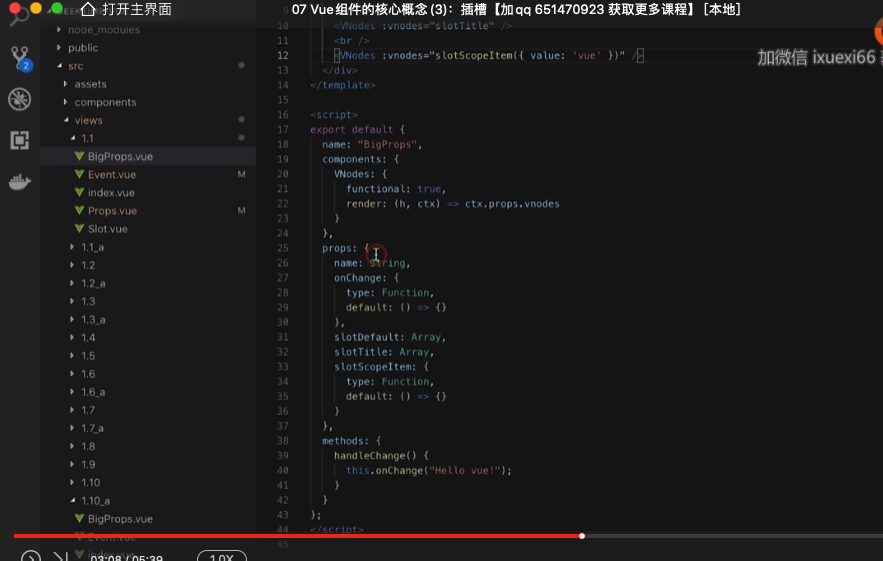 打开主界面
07 Vue组件的核心概念(3)：插槽【加qq 651470923 获取更多课程】 [本地]
加微信 ixuexi66
2
node_modules
public
src
assets
components
views
1.1
BigProps.vue
Event.vue M
index.vue
Props.vue M
Slot.vue
1.1_a
1.2
1.2_a
1.3
1.3_a
1.4
1.5
1.6
1.6_a
1.7
1.7_a
1.8
1.9
1.10
1.10_a
BigProps.vue
Event.vue
index.vue
9
10 <VNodes :vnodes="slotTitle" />
11 <br />
12 <VNodes :vnodes="slotScopeItem({ value: 'vue' })" />
13 </div>
14 </template>
15
16 <script>
17 export default {
18 name: "BigProps",
19 components: {
20 VNodes: {
21 functional: true,
22 render: (h, ctx) => ctx.props.vnodes
23 }
24 },
25 props: {
26 name: String,
27 onChange: {
28 type: Function,
29 default: () => {}
30 },
31 slotDefault: Array,
32 slotTitle: Array,
33 slotScopeItem: {
34 type: Function,
35 default: () => {}
36 }
37 },
38 methods: {
39 handleChange() {
40 this.onChange("Hello vue!");
41 }
42 }
43 };
44 </script>
45
03:08 / 05:39
1.0X